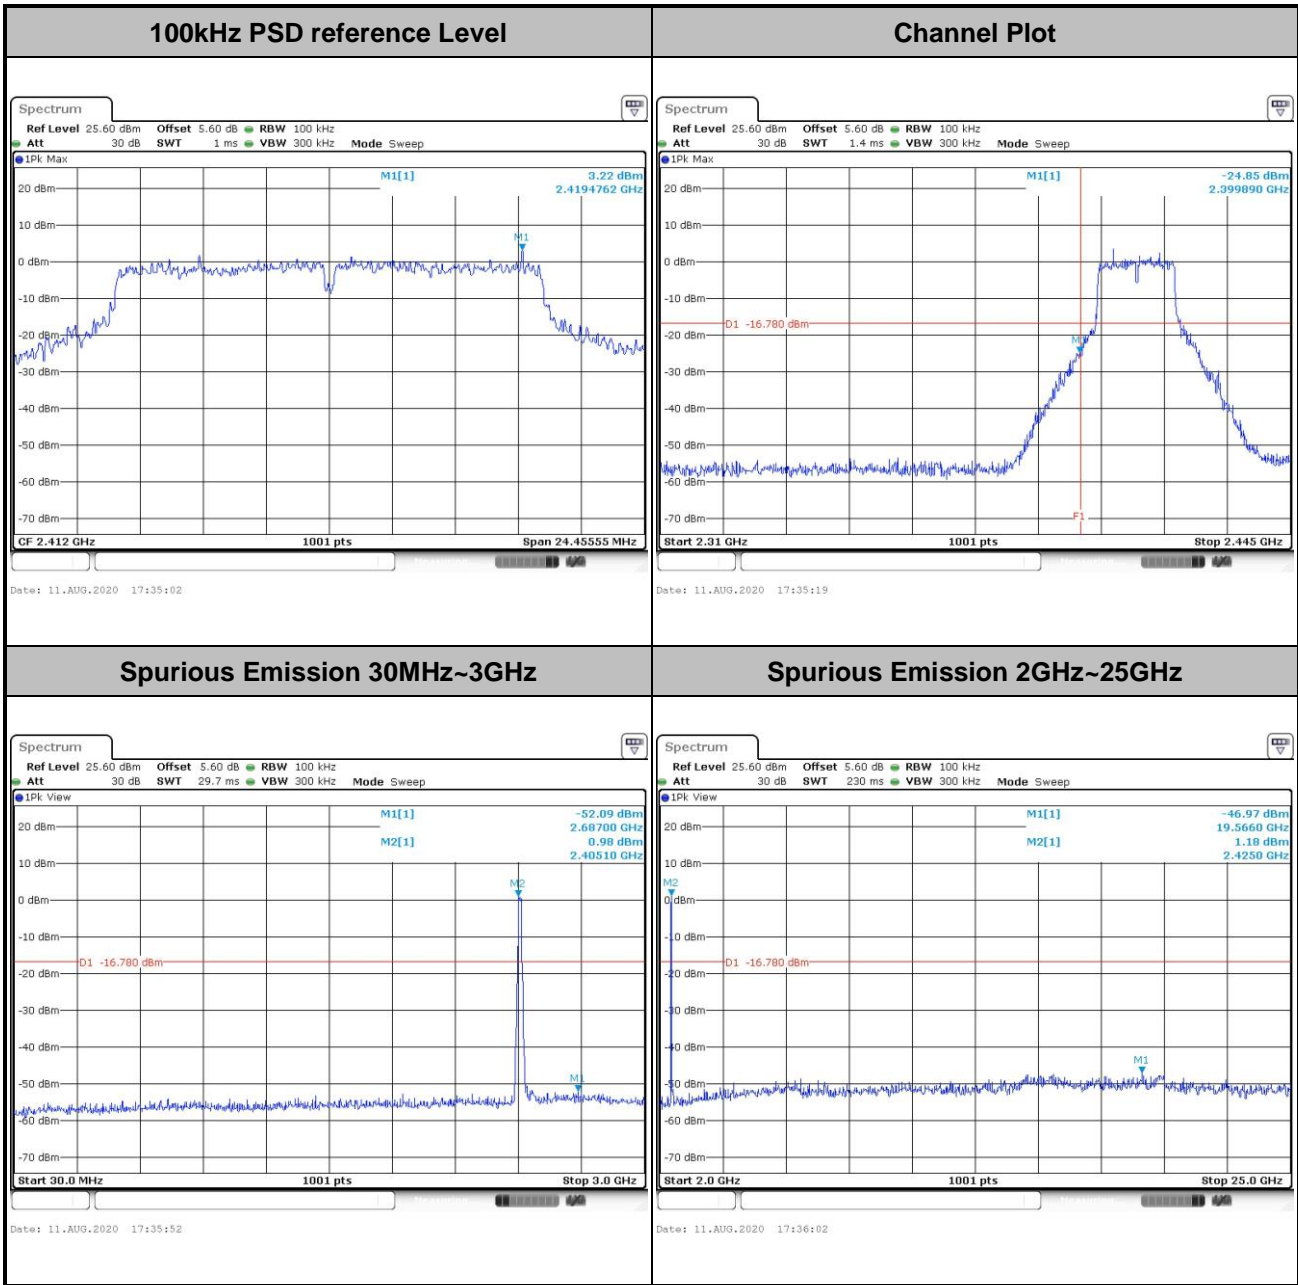 100kHz PSD reference Level
Channel Plot
Spectrum
Ref Level 25.60 dBm Offset 5.60 dB RBW 100 kHz
Att 30 dB SWT 1 ms VBW 300 kHz Mode Sweep
1Pk Max
M1[1] 3.22 dBm
2.4194762 GHz
20 dBm
10 dBm
M1
0 dBm
-10 dBm
-20 dBm
-30 dBm
-40 dBm
-50 dBm
-60 dBm
-70 dBm
CF 2.412 GHz 1001 pts Span 24.45555 MHz
Date: 11.AUG.2020 17:35:02
Spectrum
Ref Level 25.60 dBm Offset 5.60 dB RBW 100 kHz
Att 30 dB SWT 1.4 ms VBW 300 kHz Mode Sweep
1Pk Max
M1[1] -24.85 dBm
2.399890 GHz
20 dBm
10 dBm
0 dBm
-10 dBm
D1 -16.780 dBm
-20 dBm
-30 dBm
-40 dBm
-50 dBm
-60 dBm
-70 dBm
F1
Start 2.31 GHz 1001 pts Stop 2.445 GHz
Date: 11.AUG.2020 17:35:19
Spurious Emission 30MHz~3GHz
Spurious Emission 2GHz~25GHz
Spectrum
Ref Level 25.60 dBm Offset 5.60 dB RBW 100 kHz
Att 30 dB SWT 29.7 ms VBW 300 kHz Mode Sweep
1Pk View
M1[1] -52.09 dBm
2.68700 GHz
20 dBm
M2[1] 0.98 dBm
2.40510 GHz
10 dBm
M2
0 dBm
-10 dBm
D1 -16.780 dBm
-20 dBm
-30 dBm
-40 dBm
M1
-50 dBm
-60 dBm
-70 dBm
Start 30.0 MHz 1001 pts Stop 3.0 GHz
Date: 11.AUG.2020 17:35:52
Spectrum
Ref Level 25.60 dBm Offset 5.60 dB RBW 100 kHz
Att 30 dB SWT 230 ms VBW 300 kHz Mode Sweep
1Pk View
M1[1] -46.97 dBm
19.5660 GHz
20 dBm
M2[1] 1.18 dBm
2.4250 GHz
10 dBm
M2
0 dBm
-10 dBm
D1 -16.780 dBm
-20 dBm
-30 dBm
-40 dBm
M1
-50 dBm
-60 dBm
-70 dBm
Start 2.0 GHz 1001 pts Stop 25.0 GHz
Date: 11.AUG.2020 17:36:02